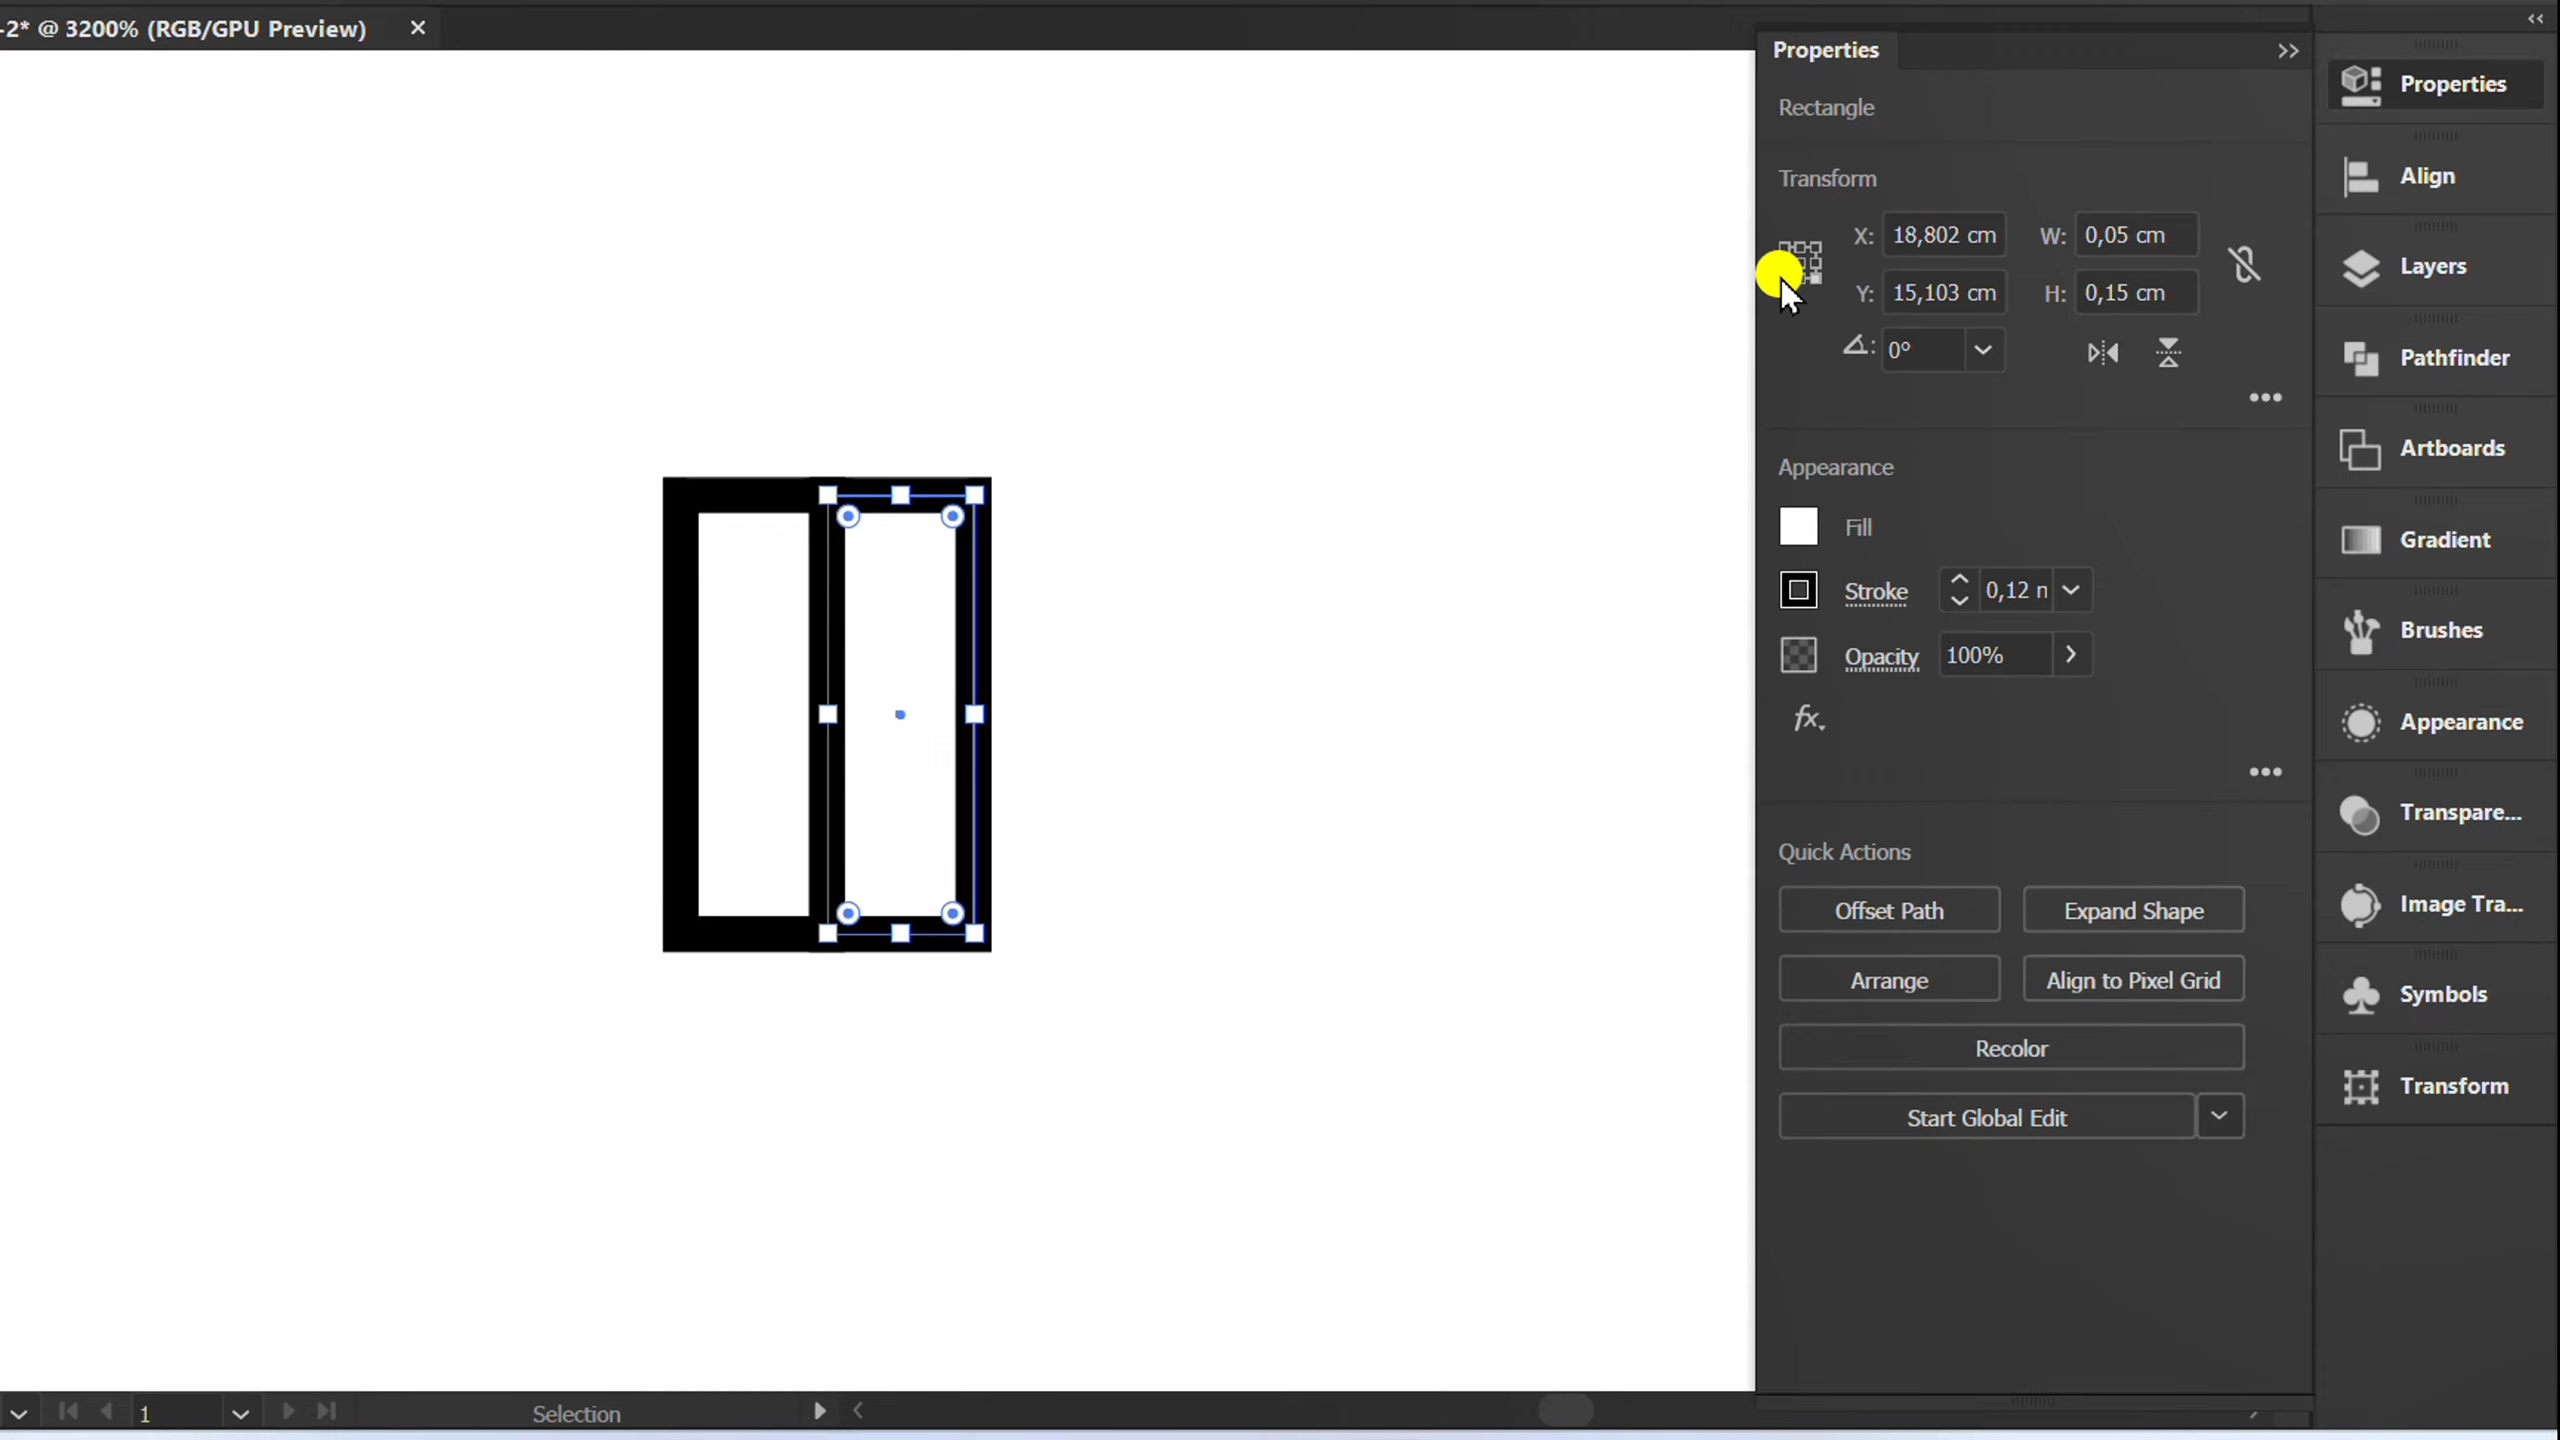 -2* @ 3200% (RGB/GPU Preview) ×
Properties
Rectangle
Transform
X: 18,802 cm W: 0,05 cm
Y: 15,103 cm H: 0,15 cm
0°
Appearance
Fill
Stroke 0,12 n
Opacity 100%
fx
Quick Actions
Offset Path Expand Shape
Arrange Align to Pixel Grid
Recolor
Start Global Edit
Properties
Align
Layers
Pathfinder
Artboards
Gradient
Brushes
Appearance
Transpare...
Image Tra...
Symbols
Transform
1 Selection